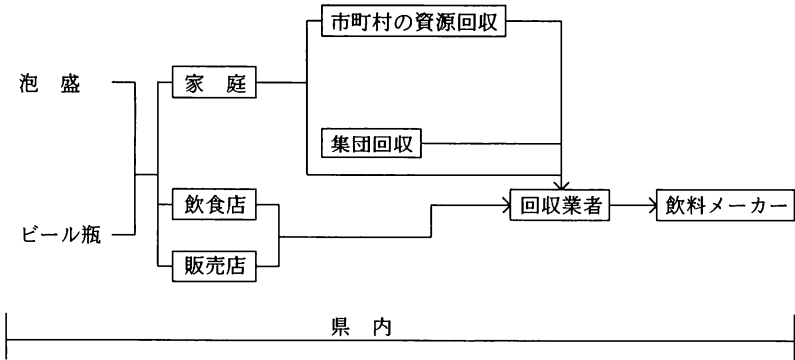 市町村の資源回収
泡 盛
家 庭
集団回収
飲食店
回収業者
飲料メーカー
ビール瓶
販売店
県 内